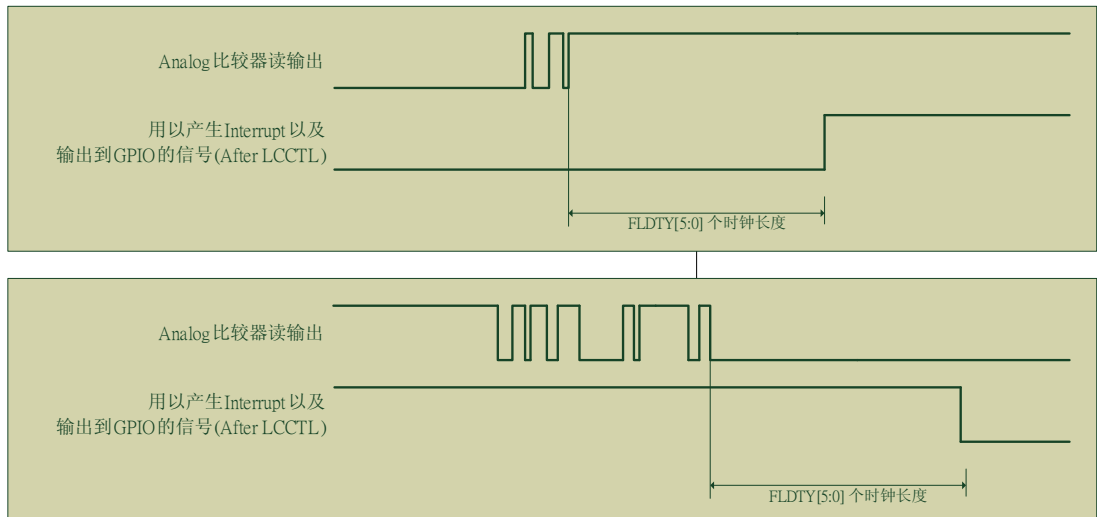 Analog比较器读输出
用以产生Interrupt以及
输出到GPIO的信号(After LCCTL)
FLDTY[5:0] 个时钟长度
Analog比较器读输出
用以产生Interrupt以及
输出到GPIO的信号(After LCCTL)
FLDTY[5:0] 个时钟长度